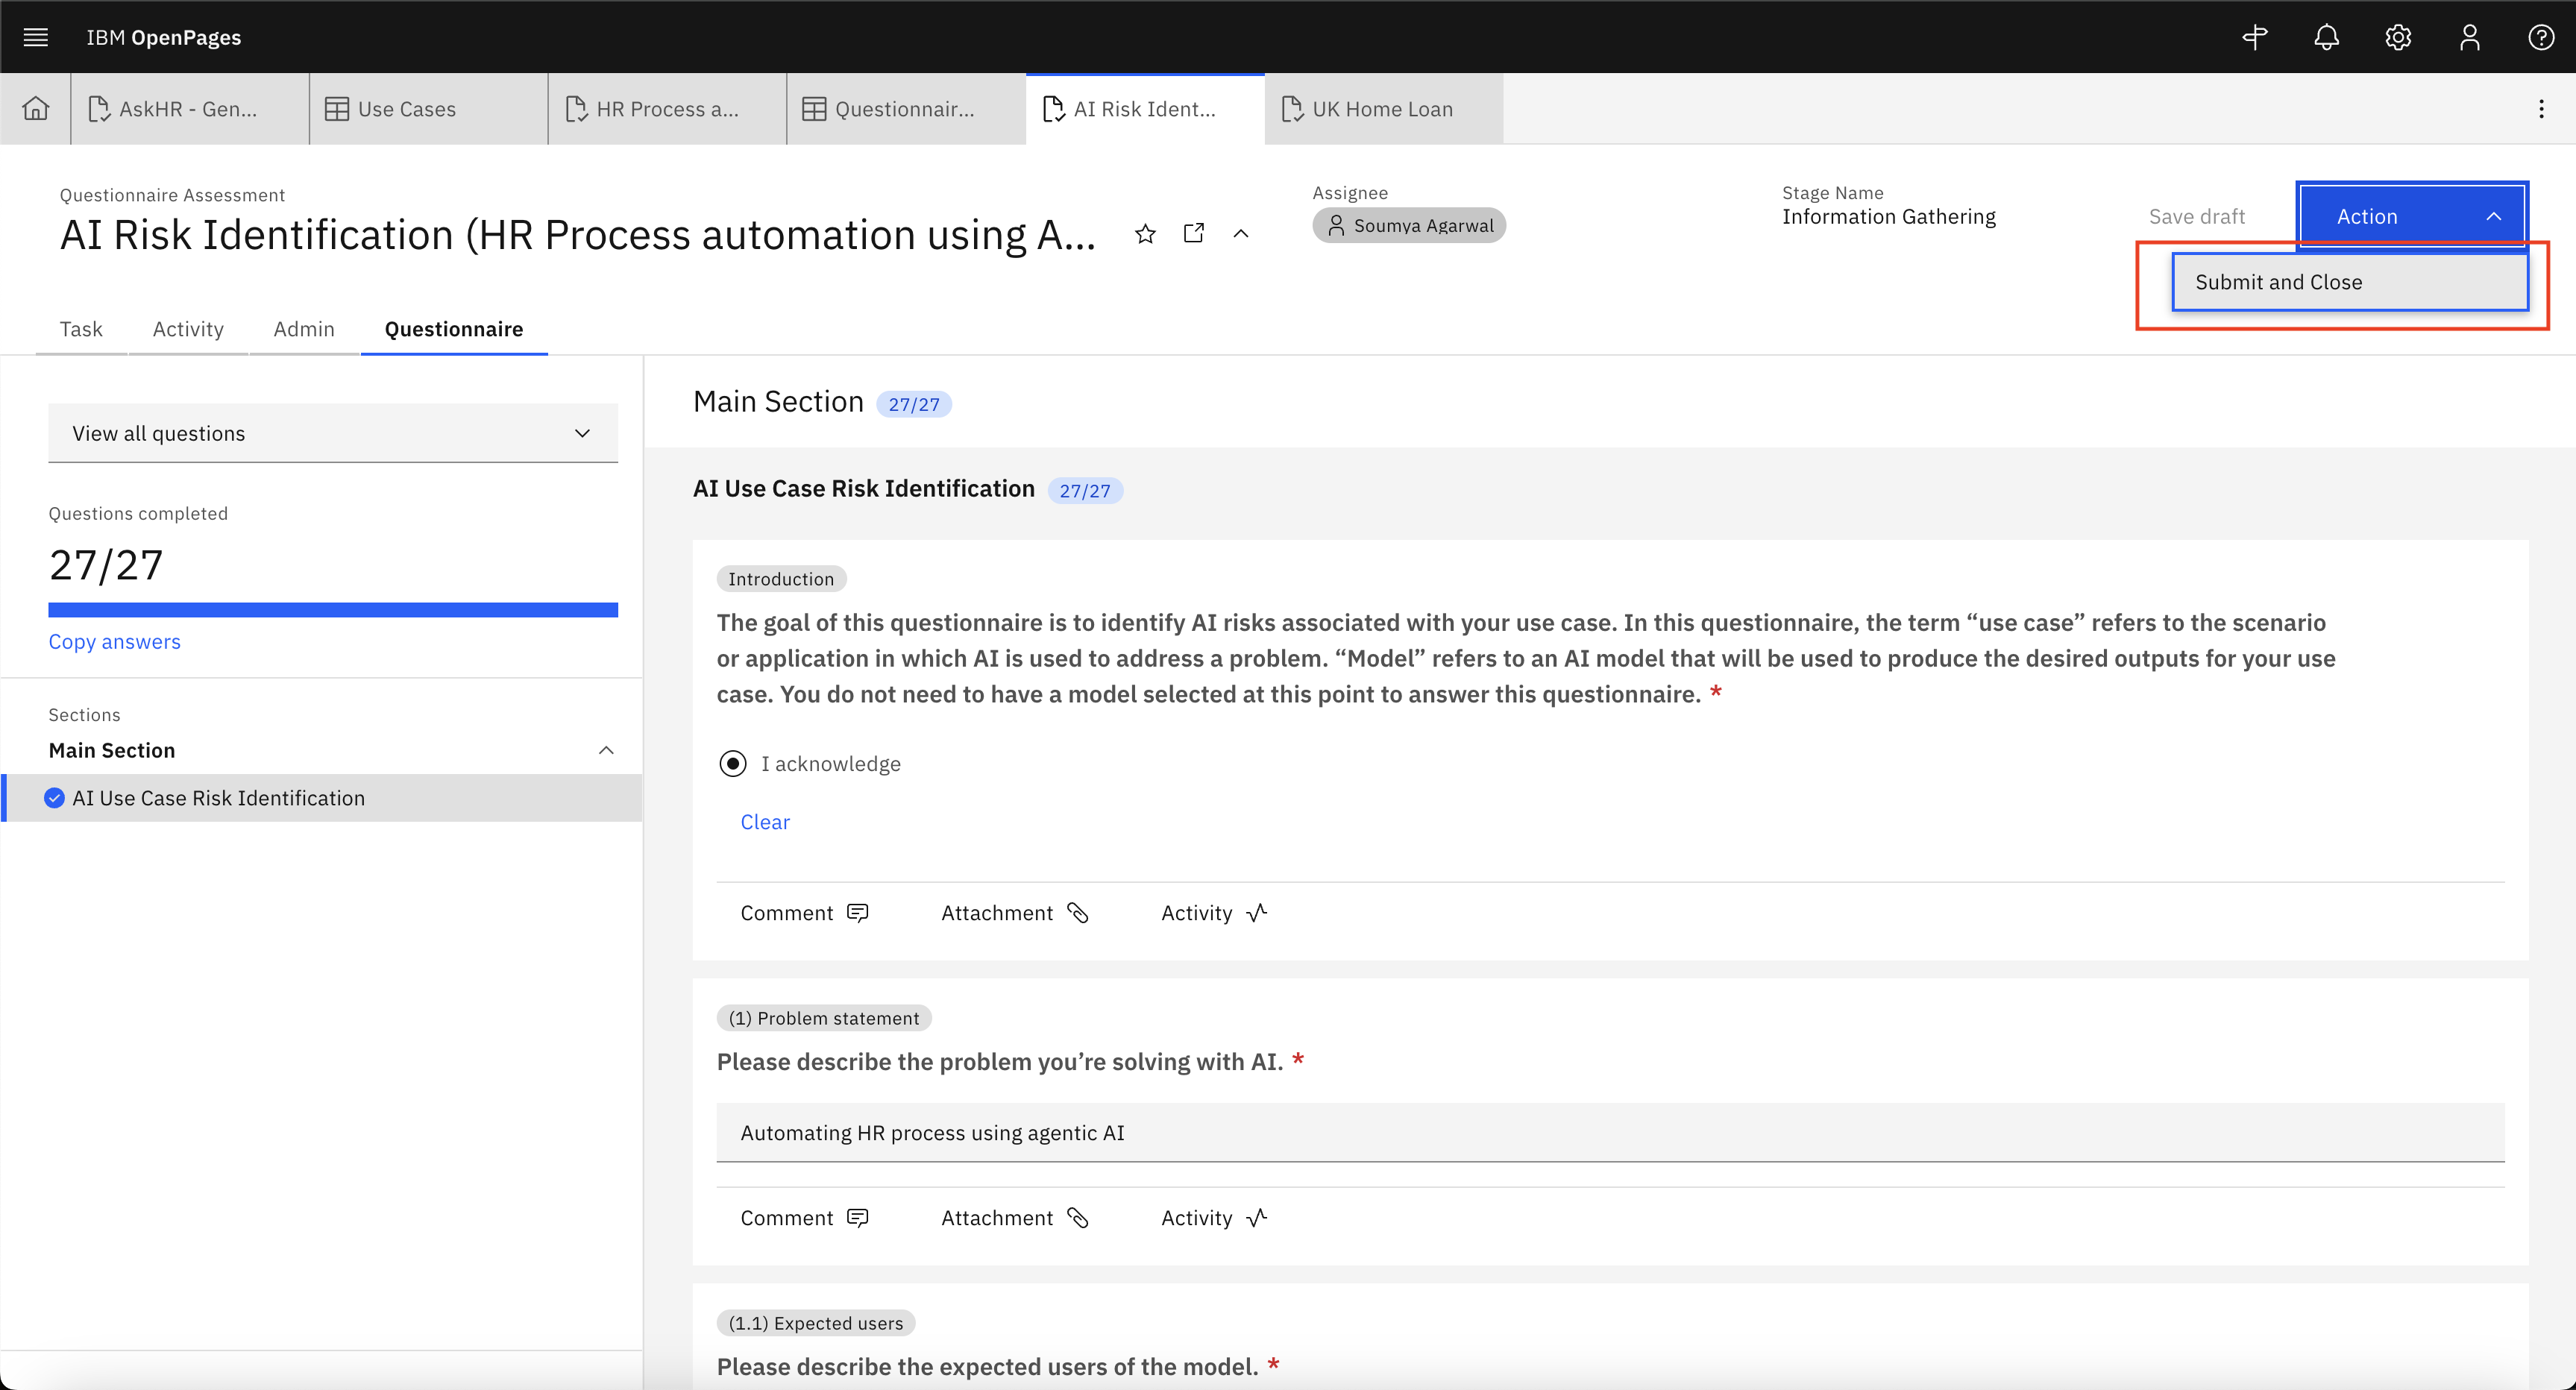 IBM OpenPages
AskHR - Gen...
Use Cases
HR Process a...
Questionnair...
AI Risk Ident...
UK Home Loan
Questionnaire Assessment
AI Risk Identification (HR Process automation using A...
Assignee
Soumya Agarwal
Stage Name
Information Gathering
Save draft
Action
Submit and Close
Task
Activity
Admin
Questionnaire
View all questions
Questions completed
27/27
Copy answers
Sections
Main Section
AI Use Case Risk Identification
Main Section 27/27
AI Use Case Risk Identification 27/27
Introduction
The goal of this questionnaire is to identify AI risks associated with your use case. In this questionnaire, the term “use case” refers to the scenario
or application in which AI is used to address a problem. “Model” refers to an AI model that will be used to produce the desired outputs for your use
case. You do not need to have a model selected at this point to answer this questionnaire. *
I acknowledge
Clear
Comment Attachment Activity
(1) Problem statement
Please describe the problem you’re solving with AI. *
Automating HR process using agentic AI
Comment Attachment Activity
(1.1) Expected users
Please describe the expected users of the model. *